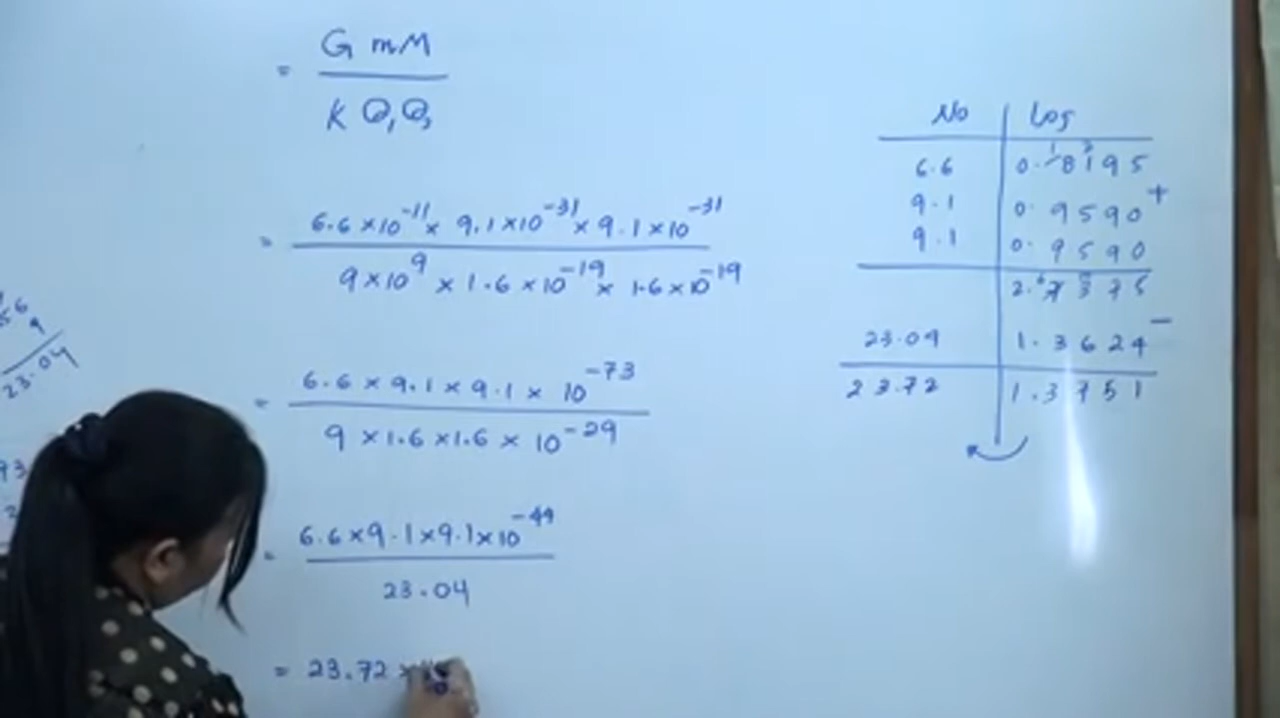 = G mM / K Q₁Q₂
= 6.6 × 10⁻¹¹ × 9.1 × 10⁻³¹ × 9.1 × 10⁻³¹ / 9 × 10⁹ × 1.6 × 10⁻¹⁹ × 1.6 × 10⁻¹⁹
= 6.6 × 9.1 × 9.1 × 10⁻⁷³ / 9 × 1.6 × 1.6 × 10⁻²⁹
= 6.6 × 9.1 × 9.1 × 10⁻⁴⁴ / 23.04
= 23.72 × 10
No log
6.6 0.8195
9.1 0.9590 +
9.1 0.9590
2.7375
23.04 1.3624 -
23.72 1.3751
9
23.04